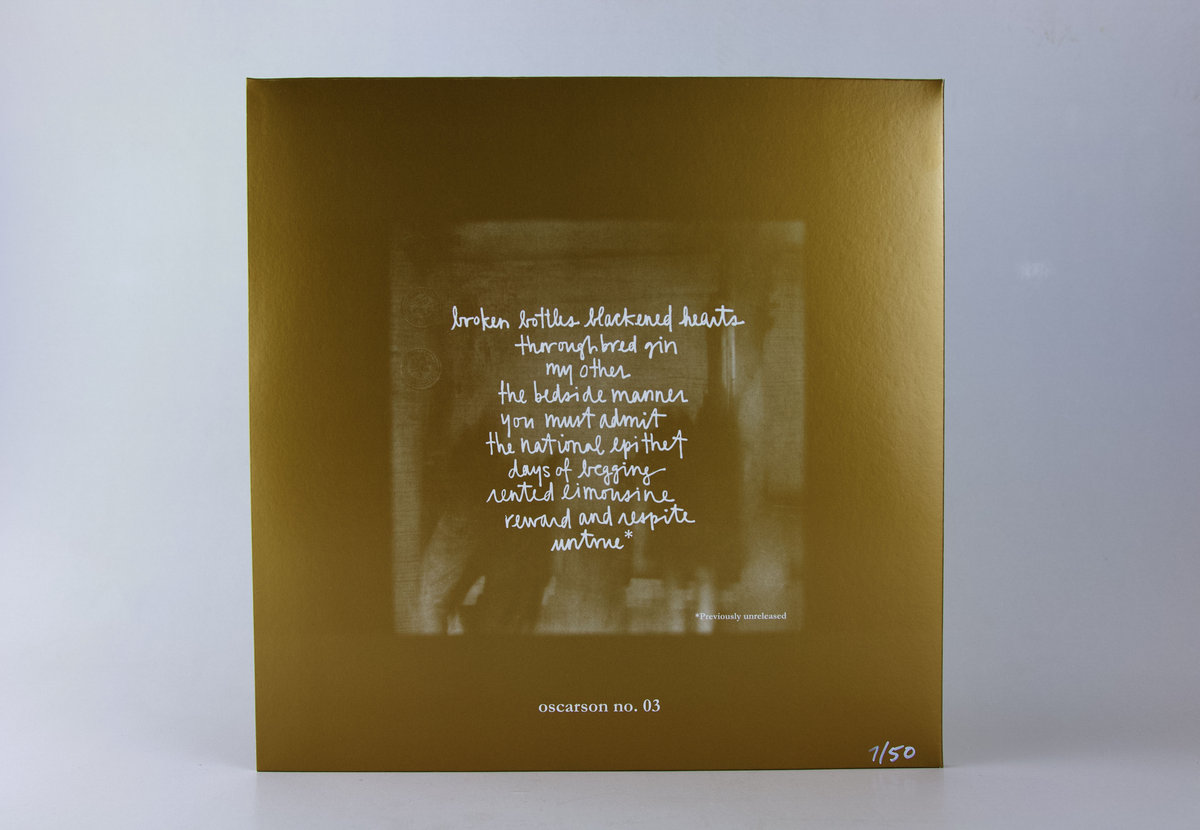 broken bottles blackened hearts
thoroughbred gin
my other
the bedside manner
you must admit
the national epithet
days of begging
rented limousine
reward and respite
untrue*
*Previously unreleased
oscarson no. 03
1/50